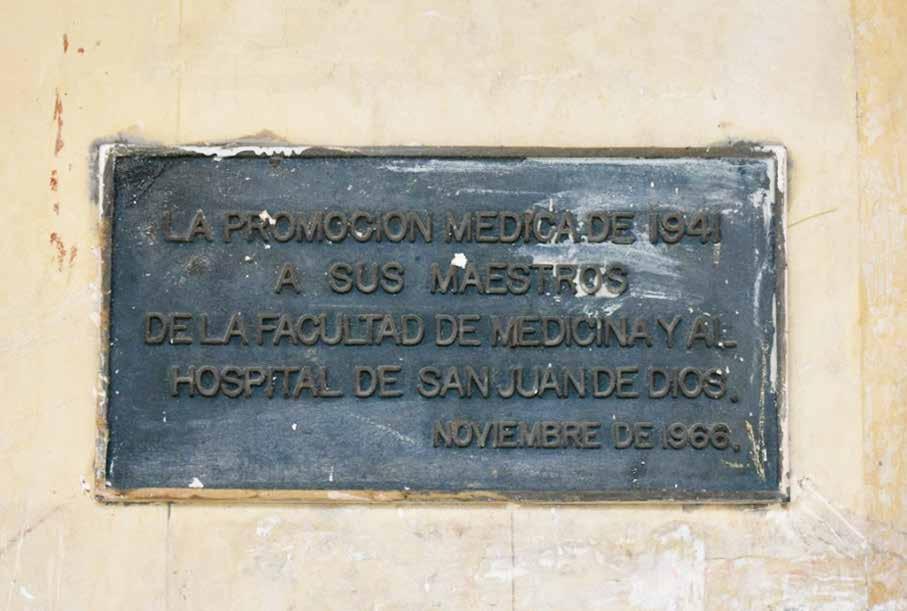 LA PROMOCION MEDICA DE 1941
A SUS MAESTROS
DE LA FACULTAD DE MEDICINA Y AL
HOSPITAL DE SAN JUAN DE DIOS.
NOVIEMBRE DE 1966.